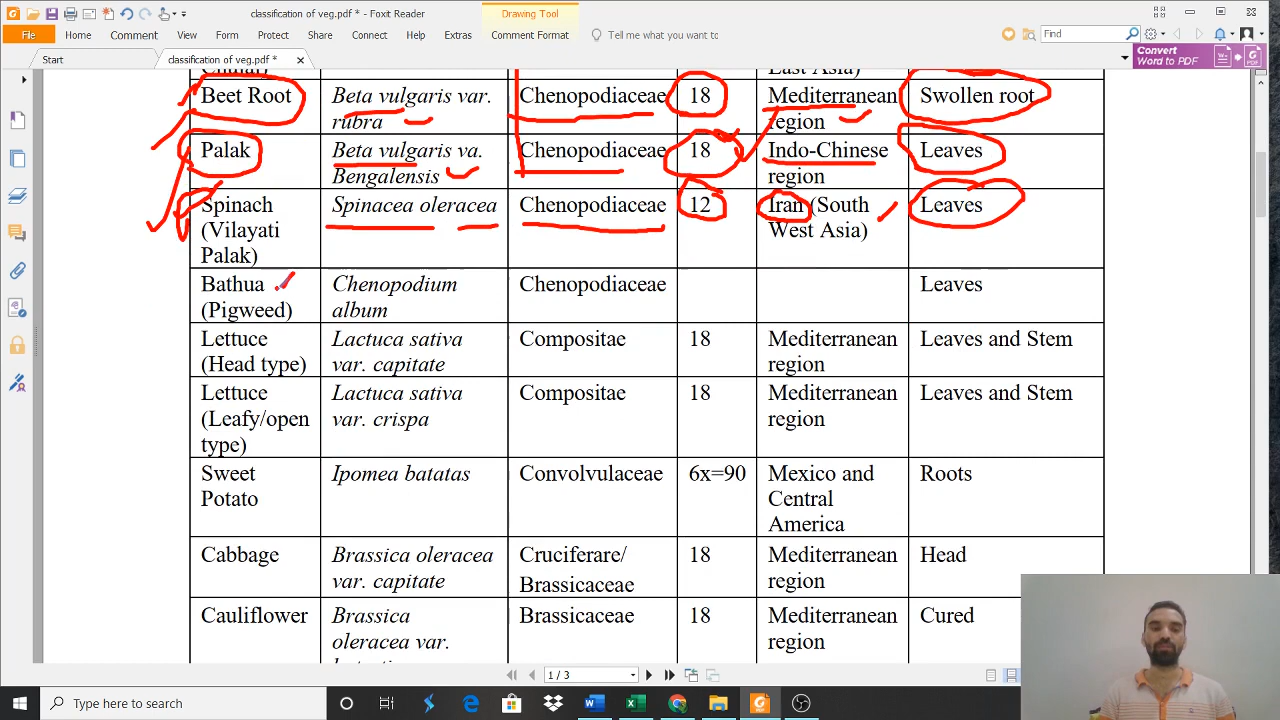 classification of veg.pdf * - Foxit Reader
Drawing Tool
File Home Comment View Form Protect Share Connect Help Extras Comment Format Tell me what you want to Find
Start classification of veg.pdf * Convert
Word to PDF
East Asia)
Beet Root Beta vulgaris var. Chenopodiaceae 18 Mediterranean Swollen root
rubra region
Palak Beta vulgaris va. Chenopodiaceae 18 Indo-Chinese Leaves
Bengalensis region
Spinach Spinacea oleracea Chenopodiaceae 12 Iran (South Leaves
(Vilayati West Asia)
Palak)
Bathua Chenopodium Chenopodiaceae Leaves
(Pigweed) album
Lettuce Lactuca sativa Compositae 18 Mediterranean Leaves and Stem
(Head type) var. capitate region
Lettuce Lactuca sativa Compositae 18 Mediterranean Leaves and Stem
(Leafy/open var. crispa region
type)
Sweet Ipomea batatas Convolvulaceae 6x=90 Mexico and Roots
Potato Central
America
Cabbage Brassica oleracea Cruciferare/ 18 Mediterranean Head
var. capitate Brassicaceae region
Cauliflower Brassica Brassicaceae 18 Mediterranean Cured
oleracea var. region
1 / 3
Type here to search